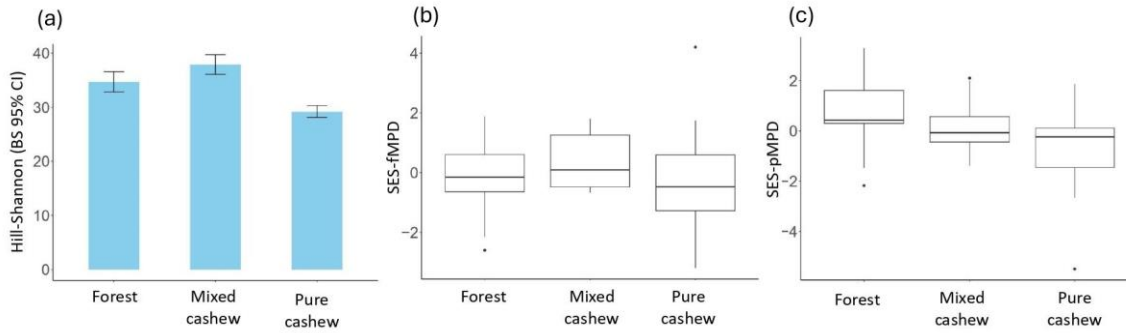 (a)
Hill-Shannon (BS 95% CI)
40
30
20
10
0
Forest
Mixed
cashew
Pure
cashew
(b)
SES-fMPD
4
2
0
−2
Forest
Mixed
cashew
Pure
cashew
(c)
SES-pMPD
2
0
−2
−4
Forest
Mixed
cashew
Pure
cashew